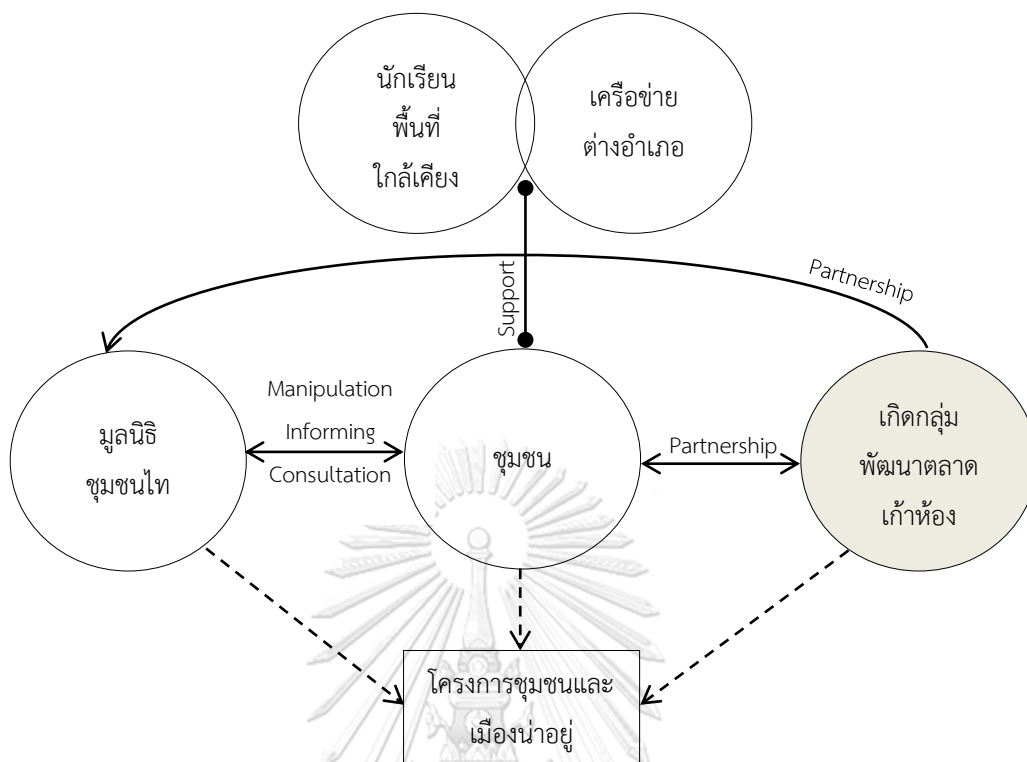 นักเรียน
พื้นที่
ใกล้เคียง
เครือข่าย
ต่างอำเภอ
Support
Partnership
มูลนิธิ
ชุมชนไท
Manipulation
Informing
Consultation
ชุมชน
Partnership
เกิดกลุ่ม
พัฒนาตลาด
เก้าห้อง
โครงการชุมชนและ
เมืองน่าอยู่